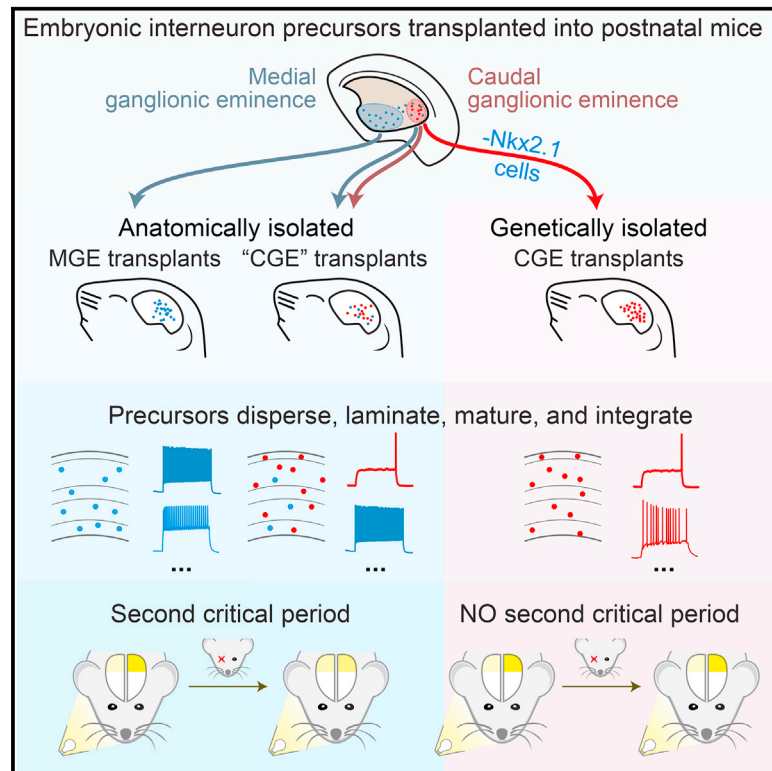 Embryonic interneuron precursors transplanted into postnatal mice
Medial
ganglionic eminence
Caudal
ganglionic eminence
-Nkx2.1
cells
Anatomically isolated
MGE transplants
"CGE" transplants
Genetically isolated
CGE transplants
Precursors disperse, laminate, mature, and integrate
...
...
...
Second critical period
NO second critical period